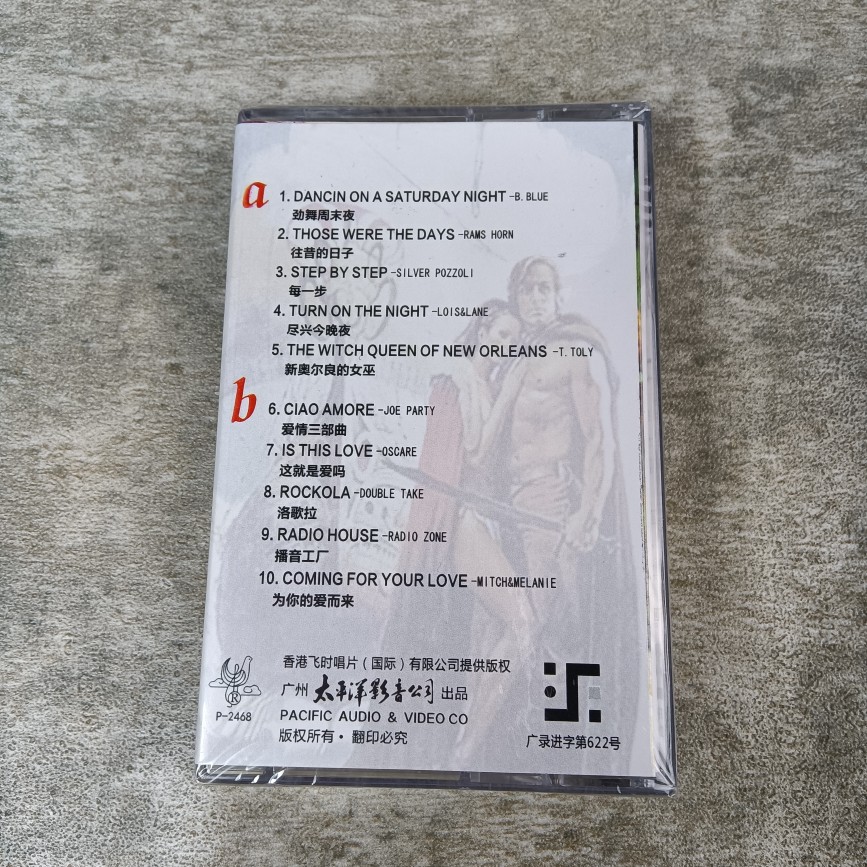 a
1. DANCIN ON A SATURDAY NIGHT -B.BLUE
劲舞周末夜
2. THOSE WERE THE DAYS -RAMS HORN
往昔的日子
3. STEP BY STEP -SILVER POZZOLI
每一步
4. TURN ON THE NIGHT -LOIS&LANE
尽兴今晚夜
5. THE WITCH QUEEN OF NEW ORLEANS -T.TOLY
新奥尔良的女巫
b
6. CIAO AMORE -JOE PARTY
爱情三部曲
7. IS THIS LOVE -OSCARE
这就是爱吗
8. ROCKOLA -DOUBLE TAKE
洛歌拉
9. RADIO HOUSE -RADIO ZONE
播音工厂
10. COMING FOR YOUR LOVE -MITCH&MELANIE
为你的爱而来
香港飞时唱片（国际）有限公司提供版权
广州 太平洋影音公司 出品
PACIFIC AUDIO & VIDEO CO
版权所有·翻印必究
R
P-2468
广录进字第622号